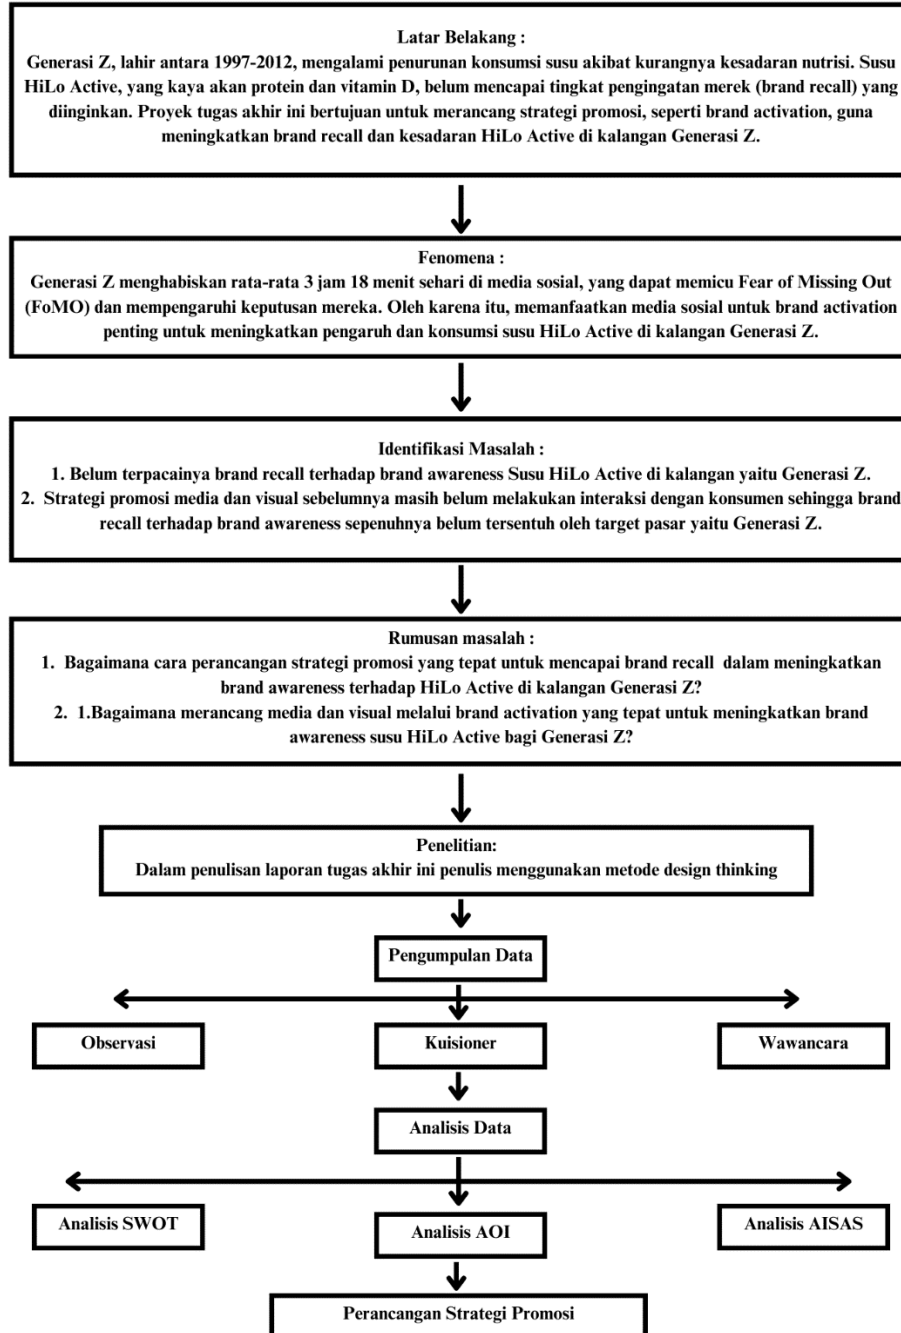 Latar Belakang :
Generasi Z, lahir antara 1997-2012, mengalami penurunan konsumsi susu akibat kurangnya kesadaran nutrisi. Susu
HiLo Active, yang kaya akan protein dan vitamin D, belum mencapai tingkat pengingatan merek (brand recall) yang
diinginkan. Proyek tugas akhir ini bertujuan untuk merancang strategi promosi, seperti brand activation, guna
meningkatkan brand recall dan kesadaran HiLo Active di kalangan Generasi Z.
Fenomena :
Generasi Z menghabiskan rata-rata 3 jam 18 menit sehari di media sosial, yang dapat memicu Fear of Missing Out
(FoMO) dan mempengaruhi keputusan mereka. Oleh karena itu, memanfaatkan media sosial untuk brand activation
penting untuk meningkatkan pengaruh dan konsumsi susu HiLo Active di kalangan Generasi Z.
Identifikasi Masalah :
1. Belum terpacainya brand recall terhadap brand awareness Susu HiLo Active di kalangan yaitu Generasi Z.
2. Strategi promosi media dan visual sebelumnya masih belum melakukan interaksi dengan konsumen sehingga brand
recall terhadap brand awareness sepenuhnya belum tersentuh oleh target pasar yaitu Generasi Z.
Rumusan masalah :
1. Bagaimana cara perancangan strategi promosi yang tepat untuk mencapai brand recall dalam meningkatkan
brand awareness terhadap HiLo Active di kalangan Generasi Z?
2. 1.Bagaimana merancang media dan visual melalui brand activation yang tepat untuk meningkatkan brand
awareness susu HiLo Active bagi Generasi Z?
Penelitian:
Dalam penulisan laporan tugas akhir ini penulis menggunakan metode design thinking
Pengumpulan Data
Observasi
Kuisioner
Wawancara
Analisis Data
Analisis SWOT
Analisis AOI
Analisis AISAS
Perancangan Strategi Promosi